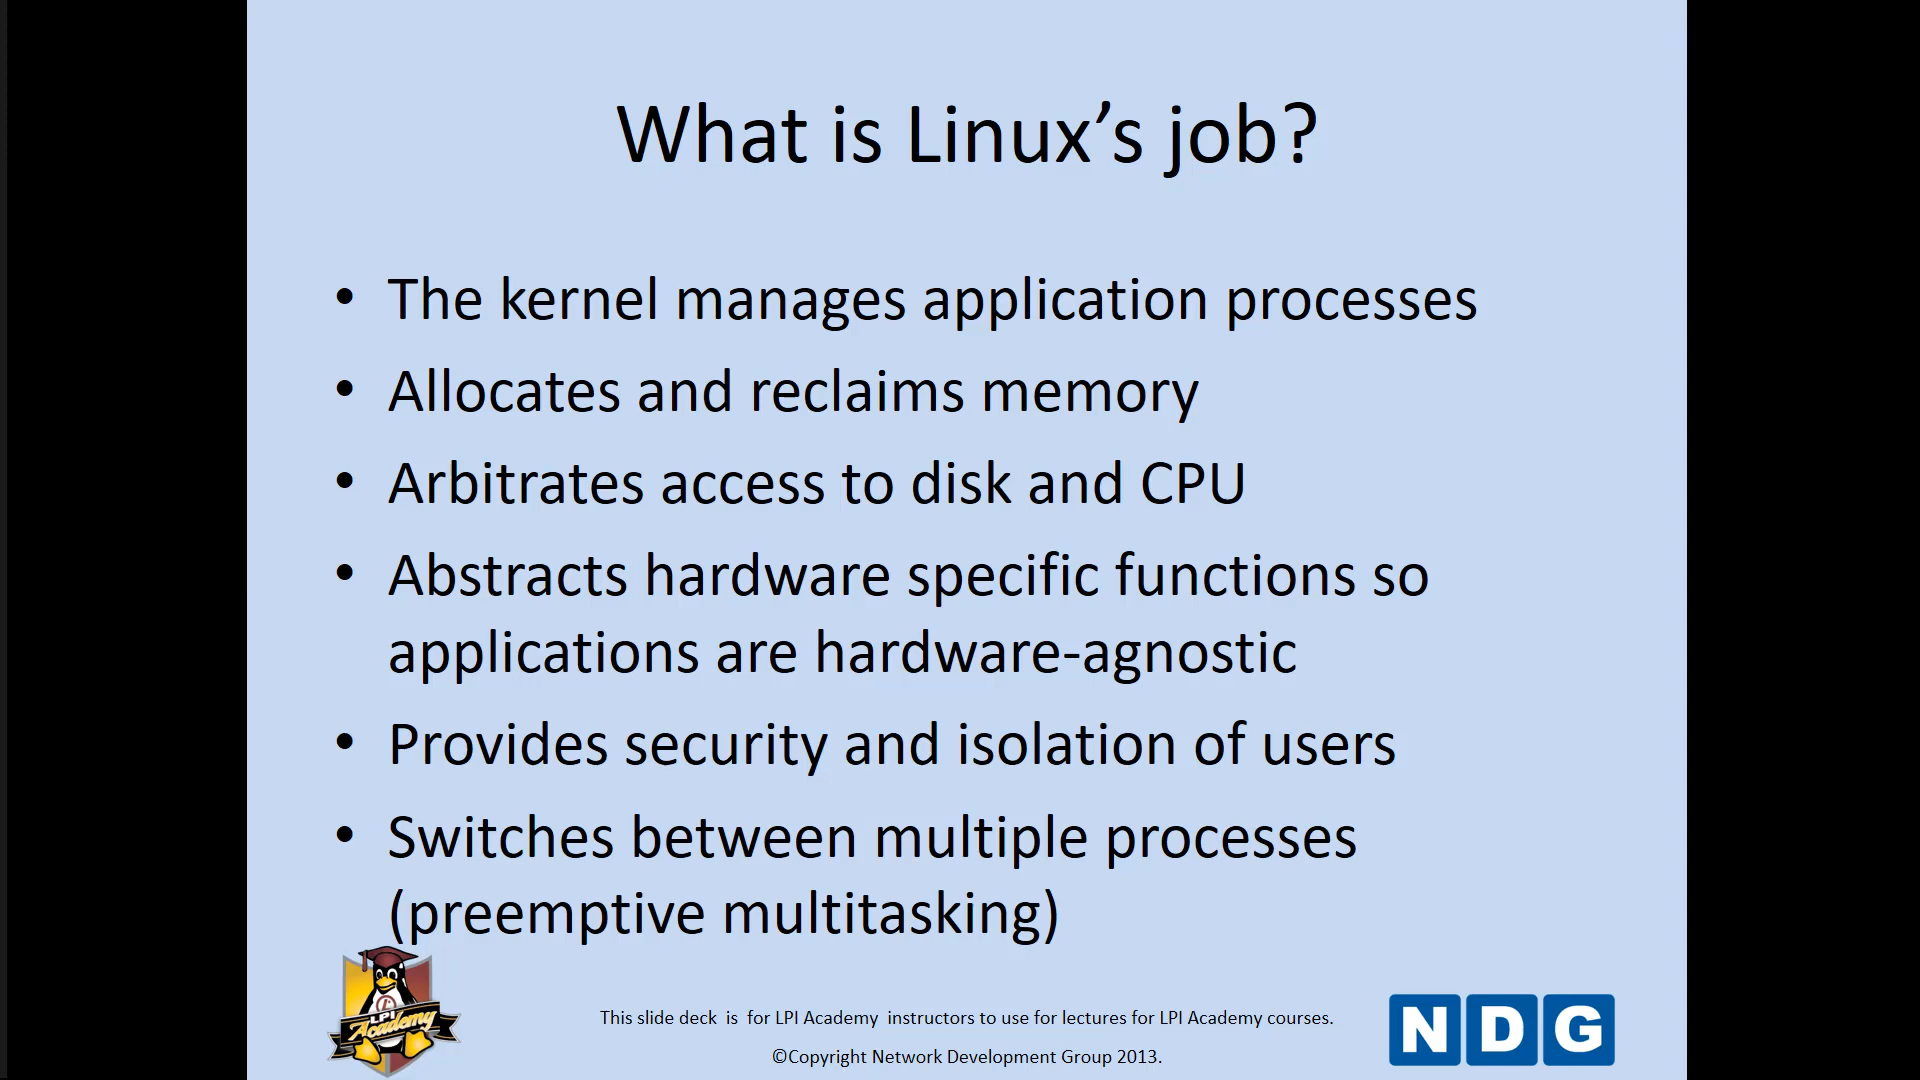 What is Linux’s job?
• The kernel manages application processes
• Allocates and reclaims memory
• Arbitrates access to disk and CPU
• Abstracts hardware specific functions so
applications are hardware-agnostic
• Provides security and isolation of users
• Switches between multiple processes
(preemptive multitasking)
LPI
Academy
This slide deck is for LPI Academy instructors to use for lectures for LPI Academy courses.
©Copyright Network Development Group 2013.
NDG